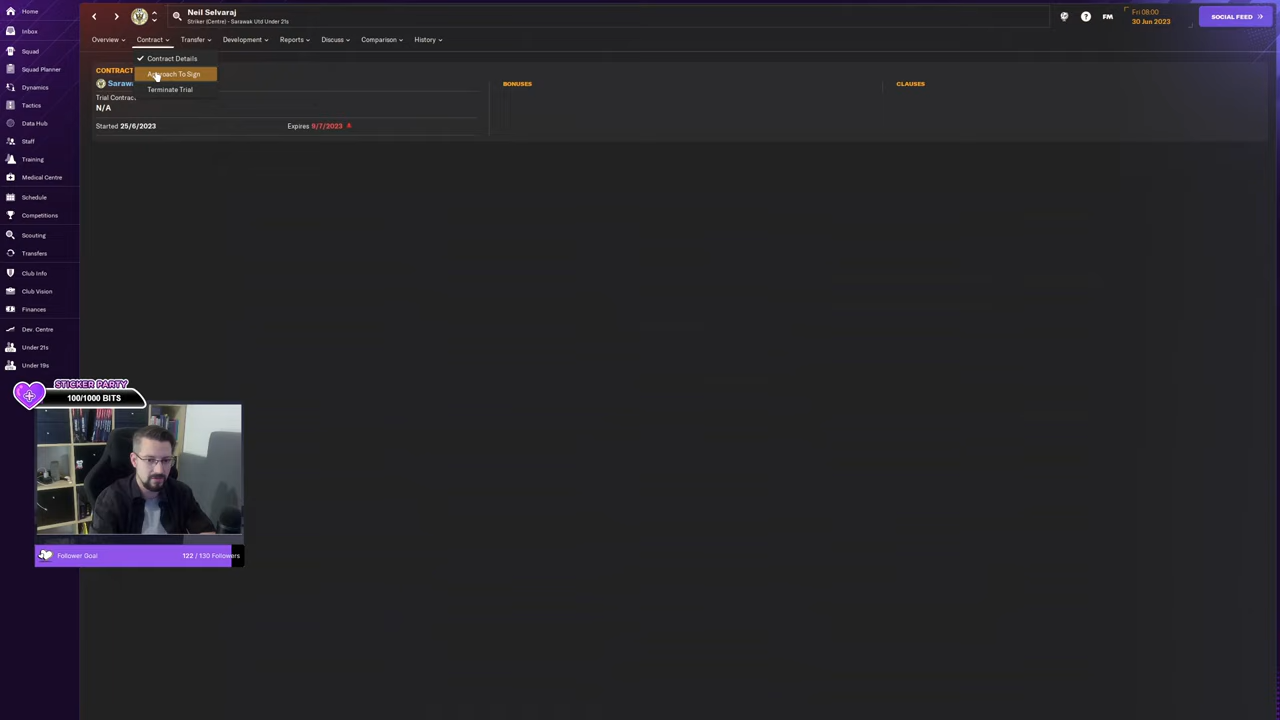 Home
Inbox
Squad
Squad Planner
Dynamics
Tactics
Data Hub
Staff
Training
Medical Centre
Schedule
Competitions
Scouting
Transfers
Club Info
Club Vision
Finances
Dev. Centre
Under 21s
Under 19s
Neil Selvaraj
Striker (Centre) - Sarawak Utd Under 21s
FM
Fri 08:00
30 Jun 2023
SOCIAL FEED
Overview Contract Transfer Development Reports Discuss Comparison History
Contract Details
Approach To Sign
Terminate Trial
CONTRACT
Saraw
Trial Contract
N/A
Started 25/6/2023
Expires 9/7/2023
BONUSES
CLAUSES
STICKER PARTY
100/1000 BITS
Follower Goal 122 / 130 Followers